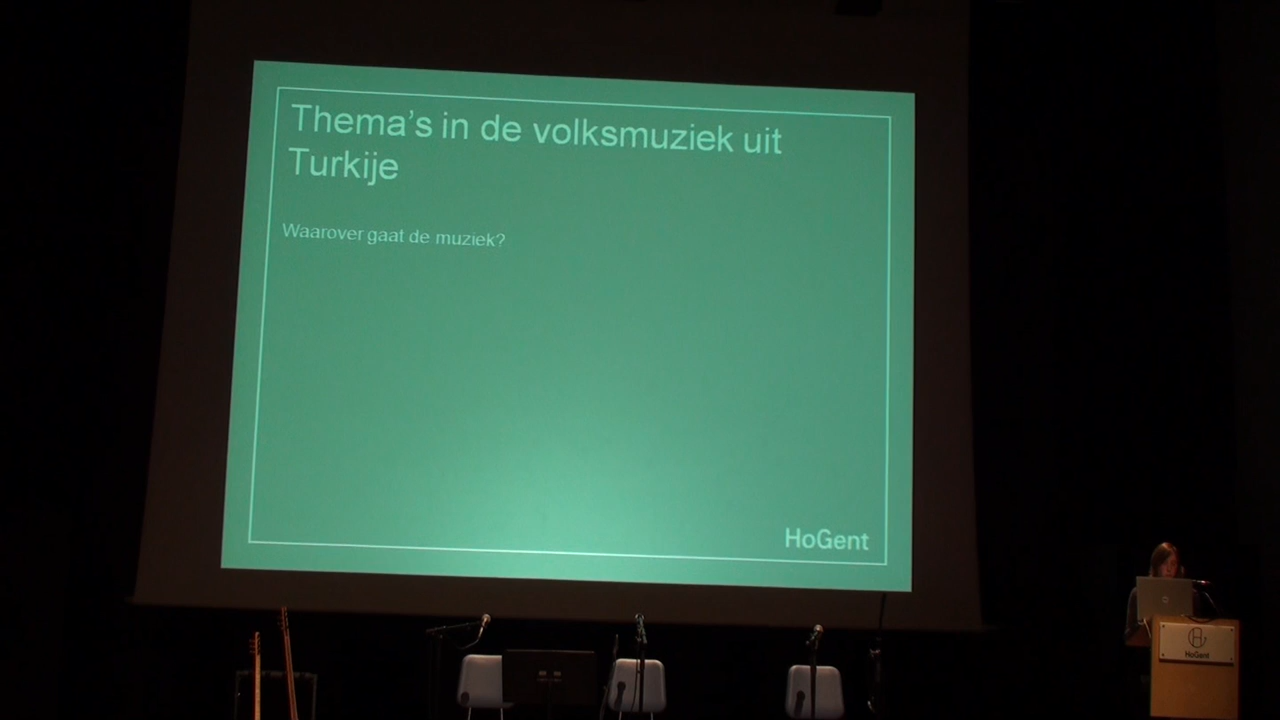 Thema's in de volksmuziek uit
Turkije
Waarover gaat de muziek?
HoGent
HoGent